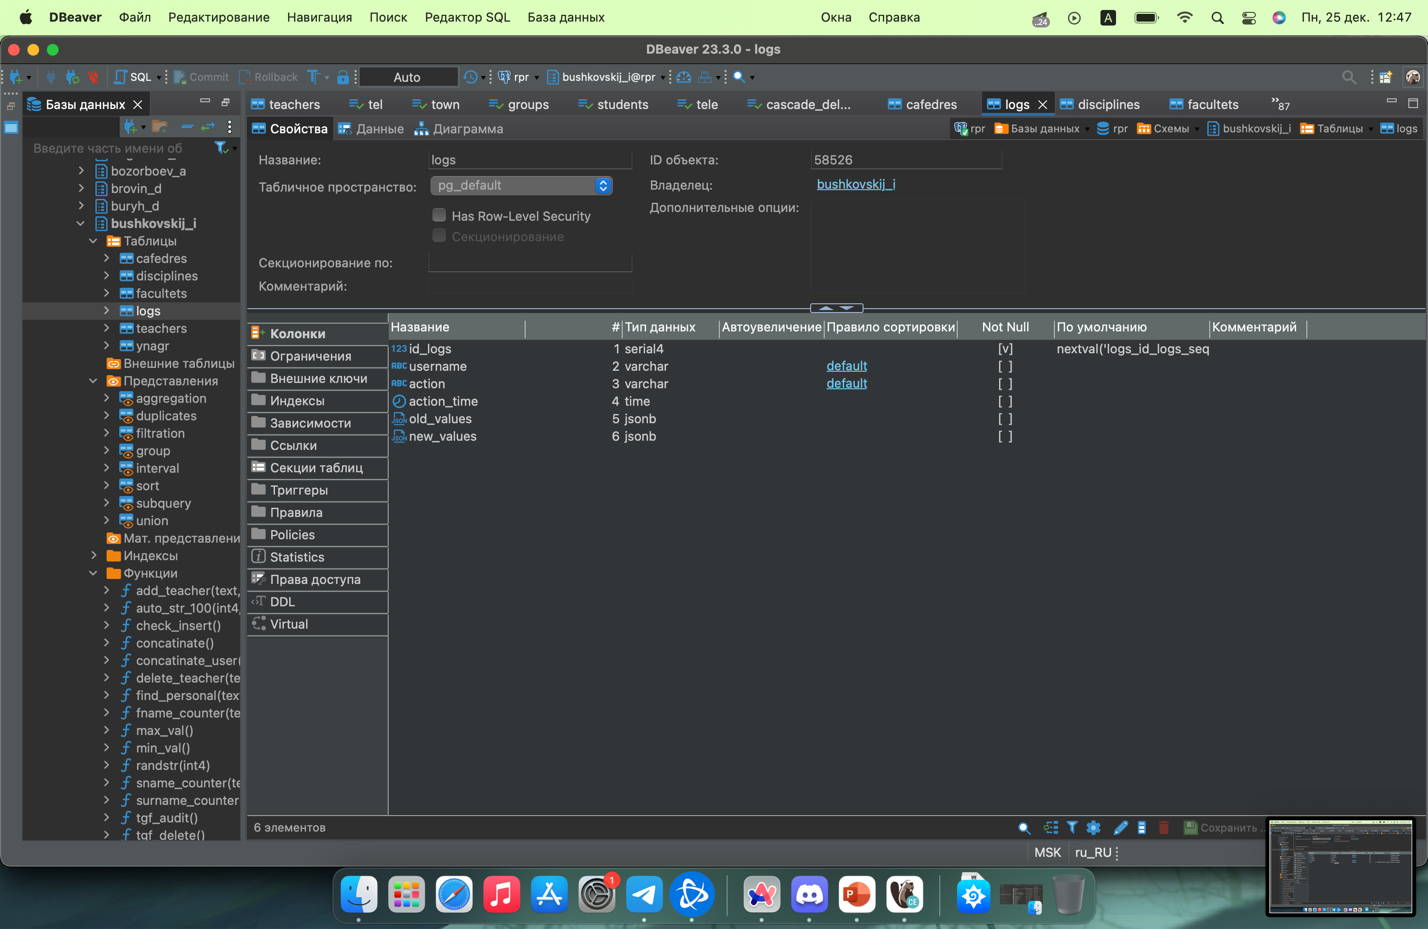 DBeaver Файл Редактирование Навигация Поиск Редактор SQL База данных Окна Справка .24 A Пн, 25 дек. 12:47
DBeaver 23.3.0 - logs
SQL Commit Rollback T Auto rpr bushkovskij_i@rpr
Базы данных
teachers tel town groups students tele cascade_del... cafedres logs disciplines facultets »87
Свойства Данные Диаграмма
rpr Базы данных rpr Схемы bushkovskij_i Таблицы logs
Введите часть имени об
bozorboev_a
brovin_d
buryh_d
bushkovskij_i
Таблицы
cafedres
disciplines
facultets
logs
teachers
ynagr
Внешние таблицы
Представления
aggregation
duplicates
filtration
group
interval
sort
subquery
union
Мат. представлени
Индексы
Функции
add_teacher(text,
auto_str_100(int4,
check_insert()
concatinate()
concatinate_user(
delete_teacher(te
find_personal(tex
fname_counter(te
max_val()
min_val()
randstr(int4)
sname_counter(te
surname_counter
tgf_audit()
tgf_delete()
Название: logs
ID объекта: 58526
Табличное пространство: pg_default
Владелец: bushkovskij_i
Дополнительные опции:
Has Row-Level Security
Секционирование
Секционирование по:
Комментарий:
Колонки
Ограничения
Внешние ключи
Индексы
Зависимости
Ссылки
Секции таблиц
Триггеры
Правила
Policies
Statistics
Права доступа
DDL
Virtual
Название # Тип данных Автоувеличение Правило сортировки Not Null По умолчанию Комментарий
123 id_logs 1 serial4 [v] nextval('logs_id_logs_seq
ABC username 2 varchar default [ ]
ABC action 3 varchar default [ ]
action_time 4 time [ ]
JSON old_values 5 jsonb [ ]
JSON new_values 6 jsonb [ ]
6 элементов
Сохранить ...
MSK ru_RU
1
P
CE
W